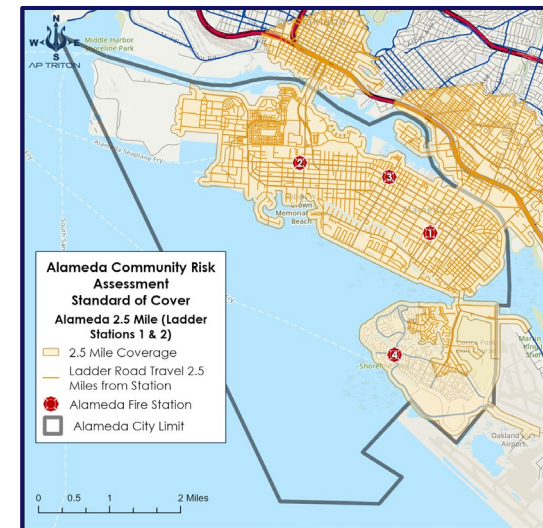 N
Middle Harbor
Shoreline Park
W E
S
AP TRITON
Alameda Seaplane Fry
2
3
Crown
Memorial
Beach
1
South San
4
Shoreline
Oakland
Airport
Alameda Community Risk
Assessment
Standard of Cover
Alameda 2.5 Mile (Ladder
Stations 1 & 2)
2.5 Mile Coverage
Ladder Road Travel 2.5
Miles from Station
Alameda Fire Station
Alameda City Limit
0 0.5 1 2 Miles